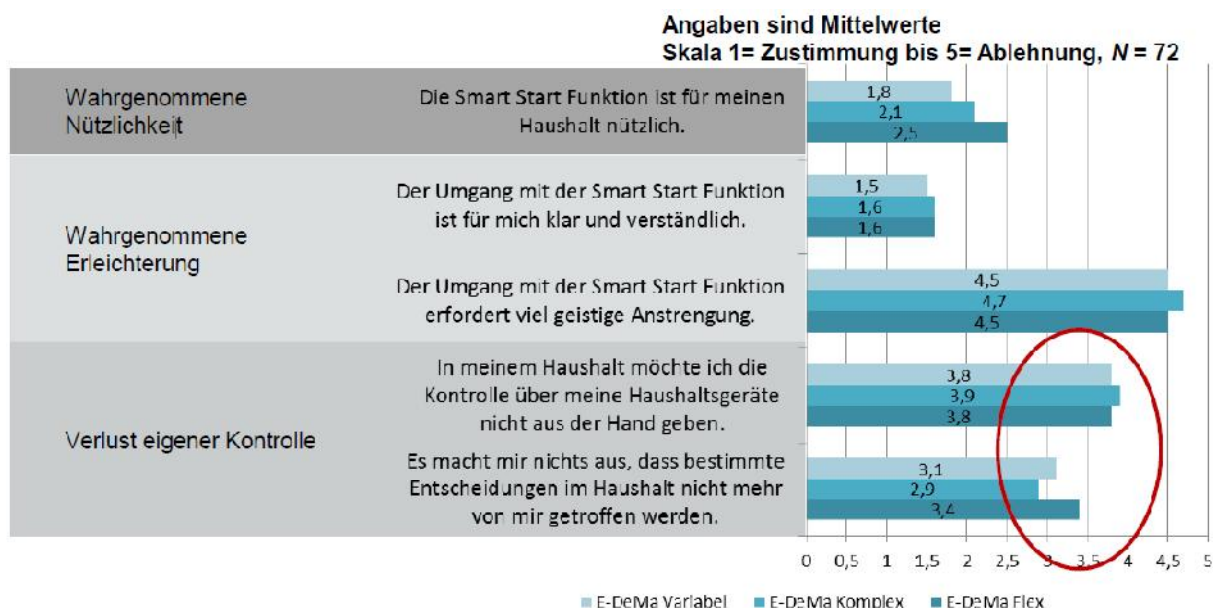 Angaben sind Mittelwerte
Skala 1= Zustimmung bis 5= Ablehnung, N = 72
Wahrgenommene
Nützlichkeit
Die Smart Start Funktion ist für meinen
Haushalt nützlich.
1,8
2,1
2,5
Wahrgenommene
Erleichterung
Der Umgang mit der Smart Start Funktion
ist für mich klar und verständlich.
1,5
1,6
1,6
Der Umgang mit der Smart Start Funktion
erfordert viel geistige Anstrengung.
4,5
4,7
4,5
Verlust eigener Kontrolle
In meinem Haushalt möchte ich die
Kontrolle über meine Haushaltsgeräte
nicht aus der Hand geben.
3,8
3,9
3,8
Es macht mir nichts aus, dass bestimmte
Entscheidungen im Haushalt nicht mehr
von mir getroffen werden.
3,1
2,9
3,4
0 0,5 1 1,5 2 2,5 3 3,5 4 4,5 5
E-DeMa Variabel E-DeMa Komplex E-DeMa Flex